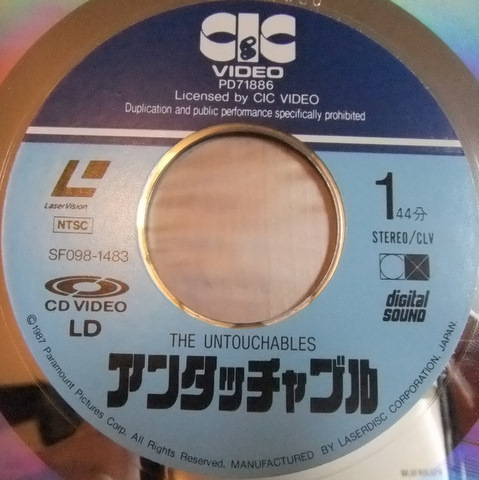 CIC
VIDEO
PD71886
Licensed by CIC VIDEO
Duplication and public performance specifically prohibited
LaserVision
NTSC
SF098-1483
CD VIDEO
LD
1 44分
STEREO/CLV
digital
SOUND
THE UNTOUCHABLES
アンタッチャブル
©1987 Paramount Pictures Corp. All Rights Reserved. MANUFACTURED BY LASERDISC CORPORATION, JAPAN.